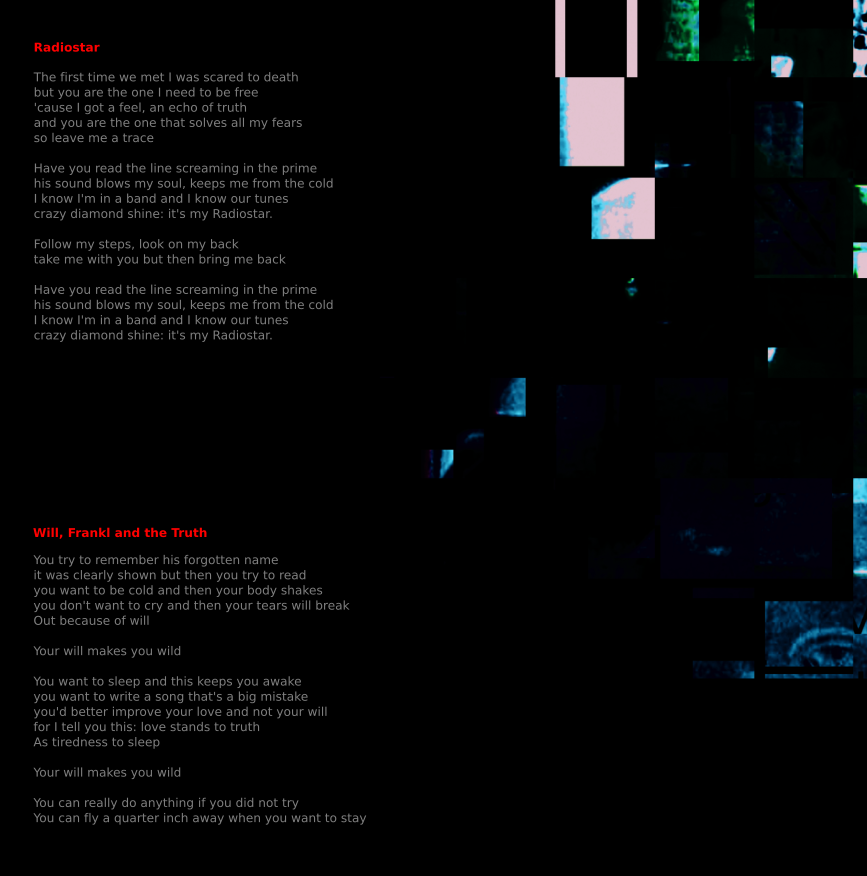 Radiostar
The first time we met I was scared to death
but you are the one I need to be free
'cause I got a feel, an echo of truth
and you are the one that solves all my fears
so leave me a trace
Have you read the line screaming in the prime
his sound blows my soul, keeps me from the cold
I know I'm in a band and I know our tunes
crazy diamond shine: it's my Radiostar.
Follow my steps, look on my back
take me with you but then bring me back
Have you read the line screaming in the prime
his sound blows my soul, keeps me from the cold
I know I'm in a band and I know our tunes
crazy diamond shine: it's my Radiostar.
Will, Frankl and the Truth
You try to remember his forgotten name
it was clearly shown but then you try to read
you want to be cold and then your body shakes
you don't want to cry and then your tears will break
Out because of will
Your will makes you wild
You want to sleep and this keeps you awake
you want to write a song that's a big mistake
you'd better improve your love and not your will
for I tell you this: love stands to truth
As tiredness to sleep
Your will makes you wild
You can really do anything if you did not try
You can fly a quarter inch away when you want to stay